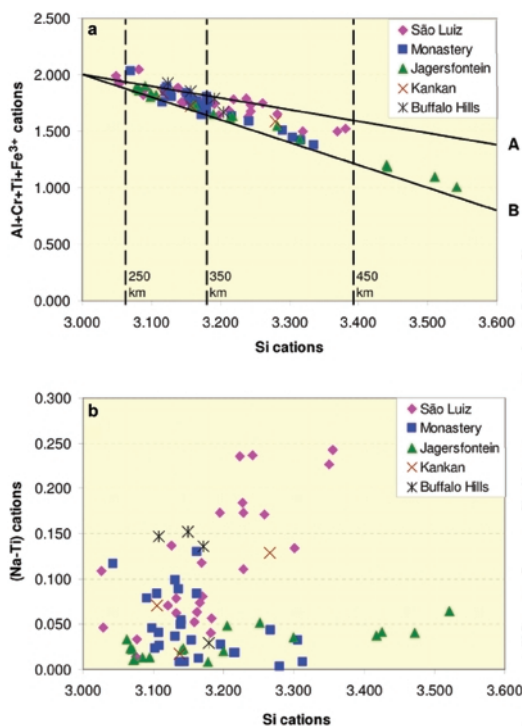 a
São Luiz
Monastery
Jagersfontein
Kankan
Buffalo Hills
Al+Cr+Ti+Fe³⁺ cations
2.000
1.500
1.000
0.500
0.000
A
B
250 km
350 km
450 km
3.000 3.100 3.200 3.300 3.400 3.500 3.600
Si cations
b
São Luiz
Monastery
Jagersfontein
Kankan
Buffalo Hills
(Na-Ti) cations
0.300
0.250
0.200
0.150
0.100
0.050
0.000
3.000 3.100 3.200 3.300 3.400 3.500 3.600
Si cations